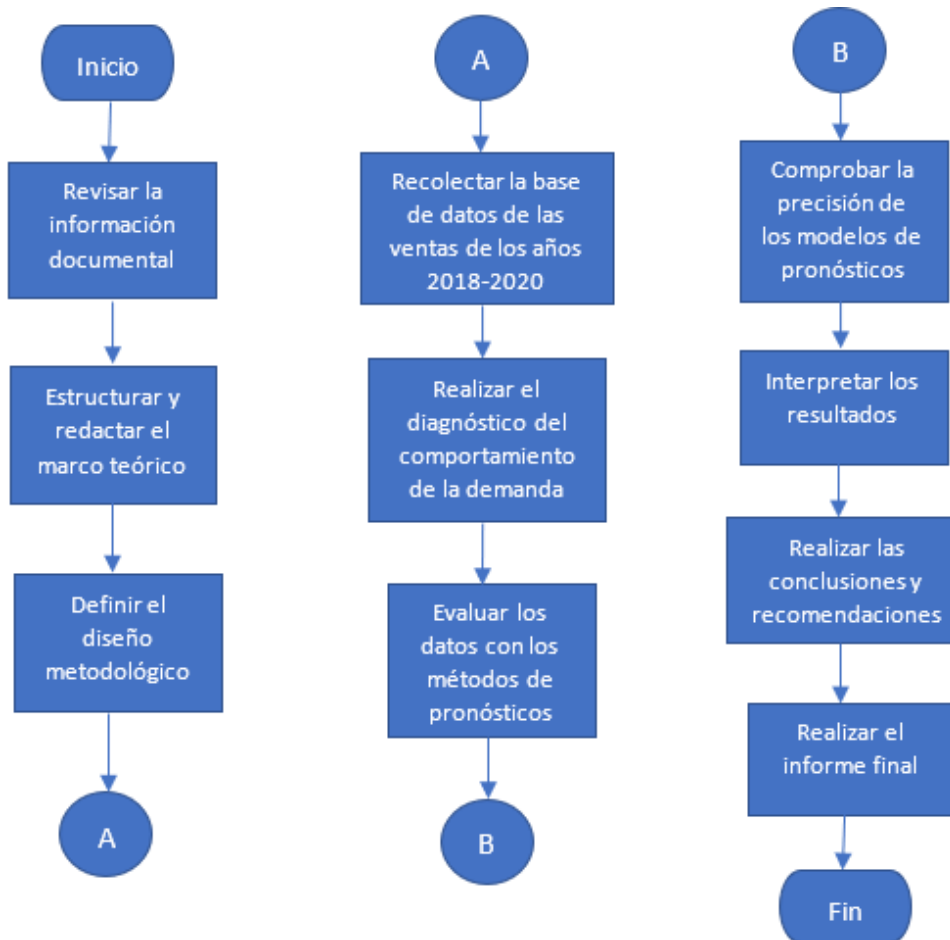 Inicio
Revisar la
información
documental
Estructurar y
redactar el
marco teórico
Definir el
diseño
metodológico
A
A
Recolectar la base
de datos de las
ventas de los años
2018-2020
Realizar el
diagnóstico del
comportamiento
de la demanda
Evaluar los
datos con los
métodos de
pronósticos
B
B
Comprobar la
precisión de
los modelos de
pronósticos
Interpretar los
resultados
Realizar las
conclusiones y
recomendaciones
Realizar el
informe final
Fin